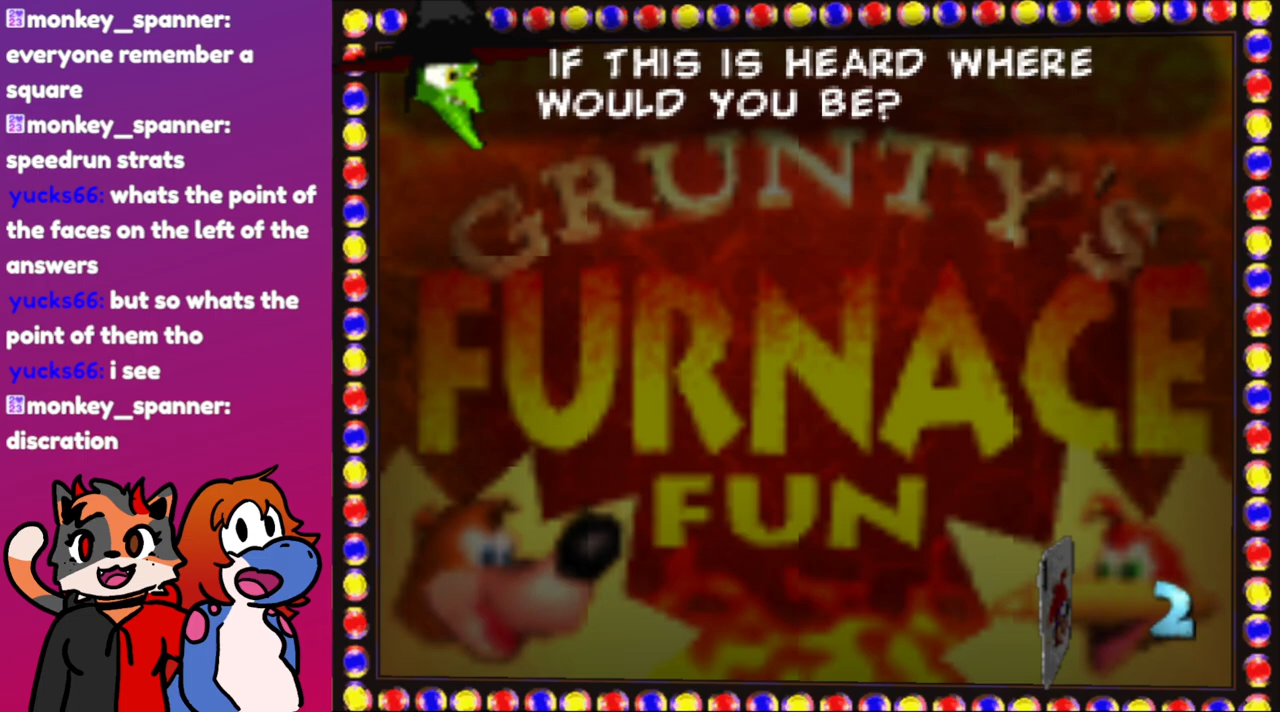 monkey_spanner:
everyone remember a
square
monkey_spanner:
speedrun strats
yucks66: whats the point of
the faces on the left of the
answers
yucks66: but so whats the
point of them tho
yucks66: i see
monkey_spanner:
discration
IF THIS IS HEARD WHERE
WOULD YOU BE?
GRUNTY'S
FURNACE
FUN
2